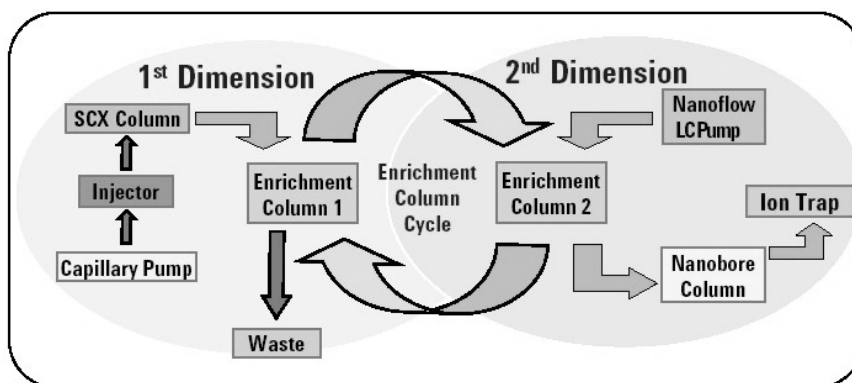 1st Dimension
2nd Dimension
SCX Column
Injector
Capillary Pump
Enrichment
Column 1
Waste
Enrichment
Column
Cycle
Enrichment
Column 2
Nanoflow
LCPump
Ion Trap
Nanobore
Column